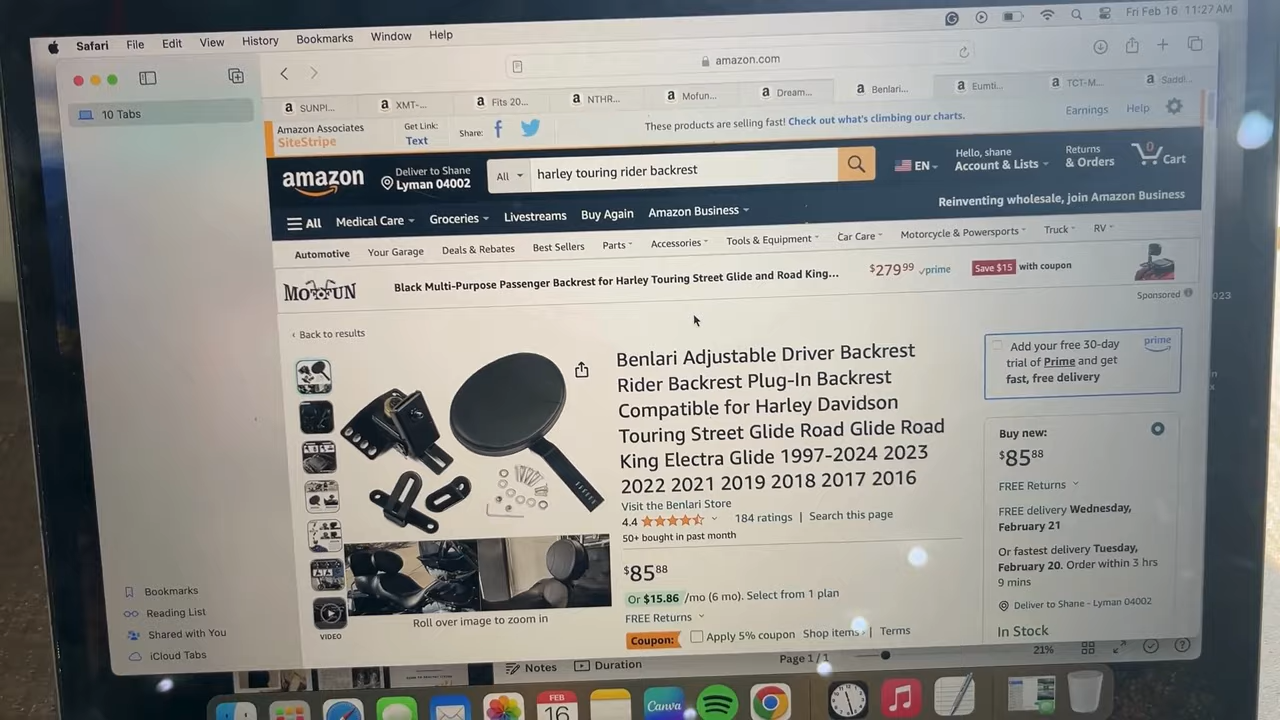 Safari File Edit View History Bookmarks Window Help
Fri Feb 16 11:27 AM
10 Tabs
amazon.com
SUNPI...
XMT-...
Fits 20...
NTHR...
Mofun...
Dream...
Benlari...
Eumti...
TCT-M...
Saddl...
Amazon Associates
SiteStripe
Get Link:
Text
Share:
These products are selling fast! Check out what's climbing our charts.
Earnings
Help
amazon
Deliver to Shane
Lyman 04002
All
harley touring rider backrest
EN
Hello, shane
Account & Lists
Returns
& Orders
0
Cart
All
Medical Care
Groceries
Livestreams
Buy Again
Amazon Business
Reinventing wholesale, join Amazon Business
Automotive
Your Garage
Deals & Rebates
Best Sellers
Parts
Accessories
Tools & Equipment
Car Care
Motorcycle & Powersports
Truck
RV
MOTOFUN
Black Multi-Purpose Passenger Backrest for Harley Touring Street Glide and Road King...
$279 99
prime
Save $15 with coupon
Sponsored
‹ Back to results
Benlari Adjustable Driver Backrest
Rider Backrest Plug-In Backrest
Compatible for Harley Davidson
Touring Street Glide Road Glide Road
King Electra Glide 1997-2024 2023
2022 2021 2019 2018 2017 2016
Visit the Benlari Store
4.4
184 ratings | Search this page
50+ bought in past month
$85 88
Or $15.86 /mo (6 mo). Select from 1 plan
FREE Returns
Coupon:
Apply 5% coupon Shop items | Terms
VIDEO
Roll over image to zoom in
Add your free 30-day
trial of Prime and get
fast, free delivery
prime
Buy new:
$85 88
FREE Returns
FREE delivery Wednesday,
February 21
Or fastest delivery Tuesday,
February 20. Order within 3 hrs
9 mins
Deliver to Shane - Lyman 04002
In Stock
Bookmarks
Reading List
Shared with You
iCloud Tabs
Notes
Duration
Page 1 / 1
21%
FEB
16
Canva